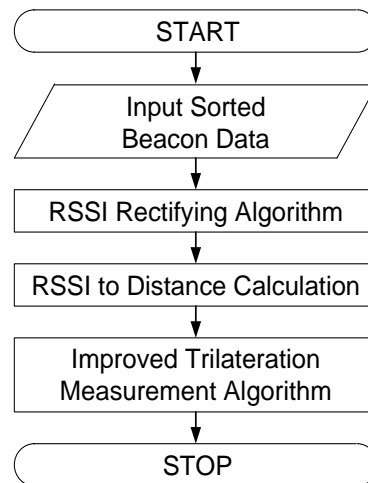 START
Input Sorted
Beacon Data
RSSI Rectifying Algorithm
RSSI to Distance Calculation
Improved Trilateration
Measurement Algorithm
STOP